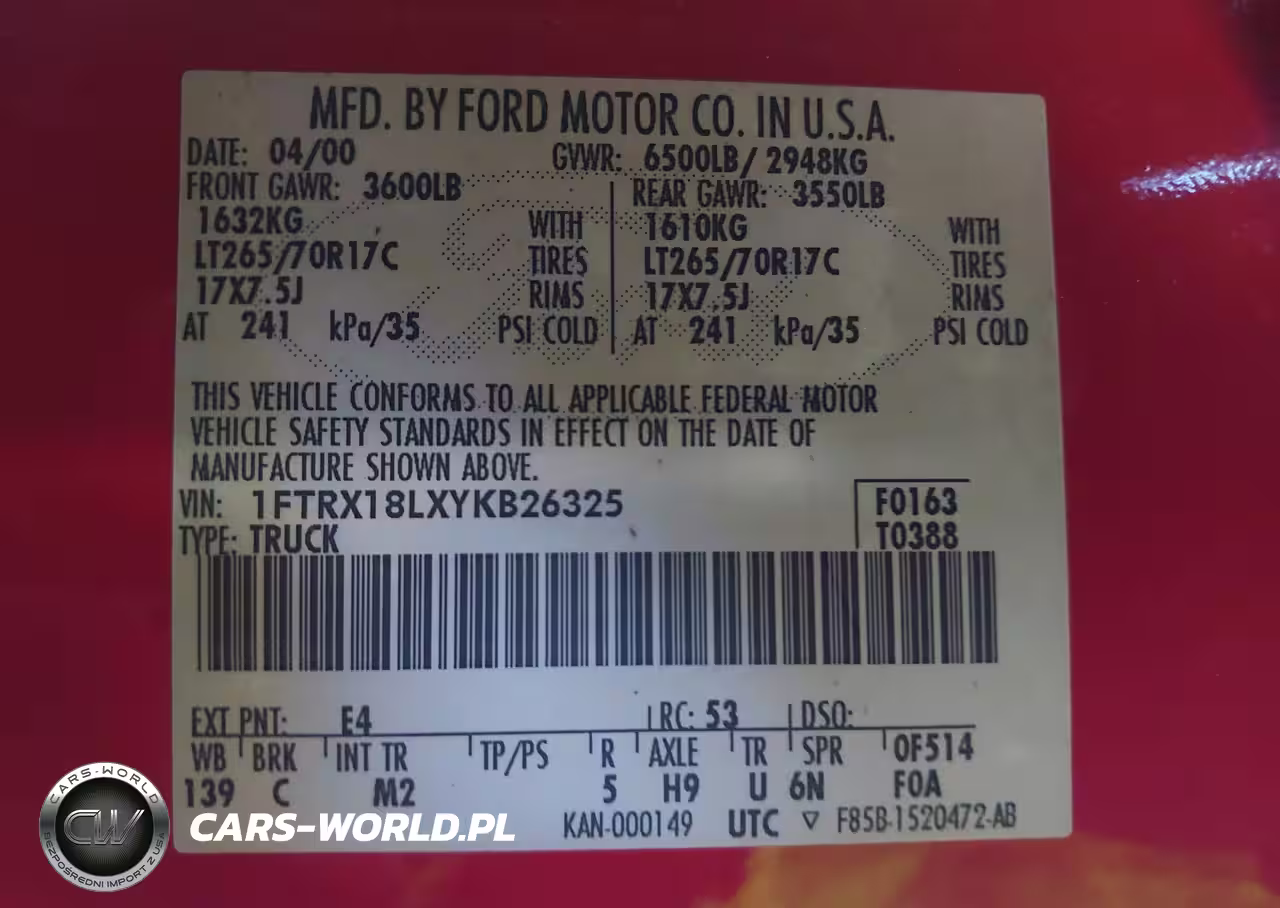 MFD. BY FORD MOTOR CO. IN U.S.A.
DATE: 04/00 GVWR: 6500LB/ 2948KG
FRONT GAWR: 3600LB REAR GAWR: 3550LB
1632KG WITH 1610KG WITH
LT265/70R17C TIRES LT265/70R17C TIRES
17X7.5J RIMS 17X7.5J RIMS
AT 241 kPa/35 PSI COLD AT 241 kPa/35 PSI COLD
THIS VEHICLE CONFORMS TO ALL APPLICABLE FEDERAL MOTOR
VEHICLE SAFETY STANDARDS IN EFFECT ON THE DATE OF
MANUFACTURE SHOWN ABOVE.
VIN: 1FTRX18LXYKB26325 F0163
TYPE: TRUCK T0388
EXT PNT: E4 RC: 53 DSO:
WB BRK INT TR TP/PS R AXLE TR SPR 0F514
139 C M2 5 H9 U 6N F0A
KAN-000149 UTC ▽ F85B-1520472-AB
CARS-WORLD
CW
BEZPOŚREDNI IMPORT Z USA
CARS-WORLD.PL